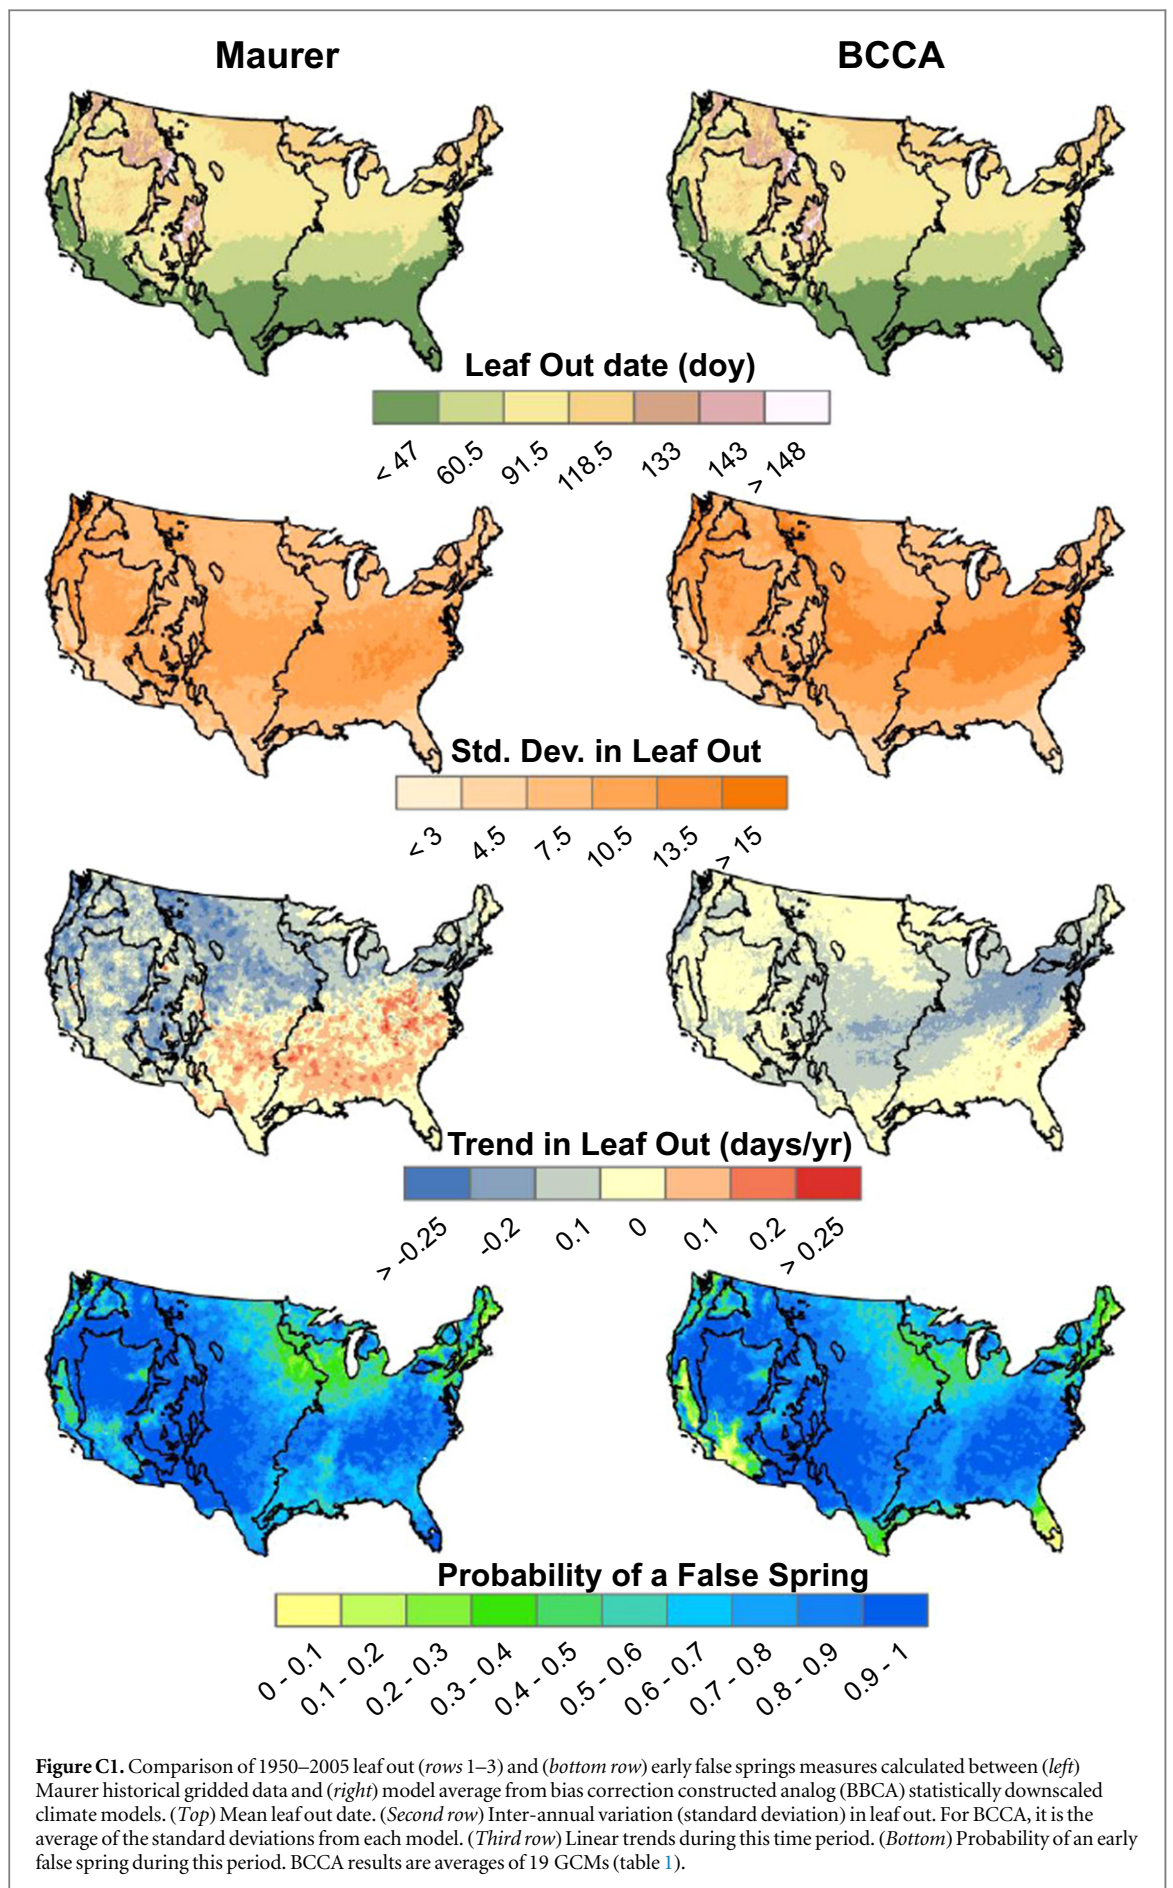 Maurer
BCCA
Leaf Out date (doy)
< 47
60.5
91.5
118.5
133
143
> 148
Std. Dev. in Leaf Out
< 3
4.5
7.5
10.5
13.5
> 15
Trend in Leaf Out (days/yr)
> -0.25
-0.2
0.1
0
0.1
0.2
> 0.25
Probability of a False Spring
0 - 0.1
0.1 - 0.2
0.2 - 0.3
0.3 - 0.4
0.4 - 0.5
0.5 - 0.6
0.6 - 0.7
0.7 - 0.8
0.8 - 0.9
0.9 - 1
Figure C1. Comparison of 1950–2005 leaf out (rows 1–3) and (bottom row) early false springs measures calculated between (left)
Maurer historical gridded data and (right) model average from bias correction constructed analog (BBCA) statistically downscaled
climate models. (Top) Mean leaf out date. (Second row) Inter-annual variation (standard deviation) in leaf out. For BCCA, it is the
average of the standard deviations from each model. (Third row) Linear trends during this time period. (Bottom) Probability of an early
false spring during this period. BCCA results are averages of 19 GCMs (table 1).